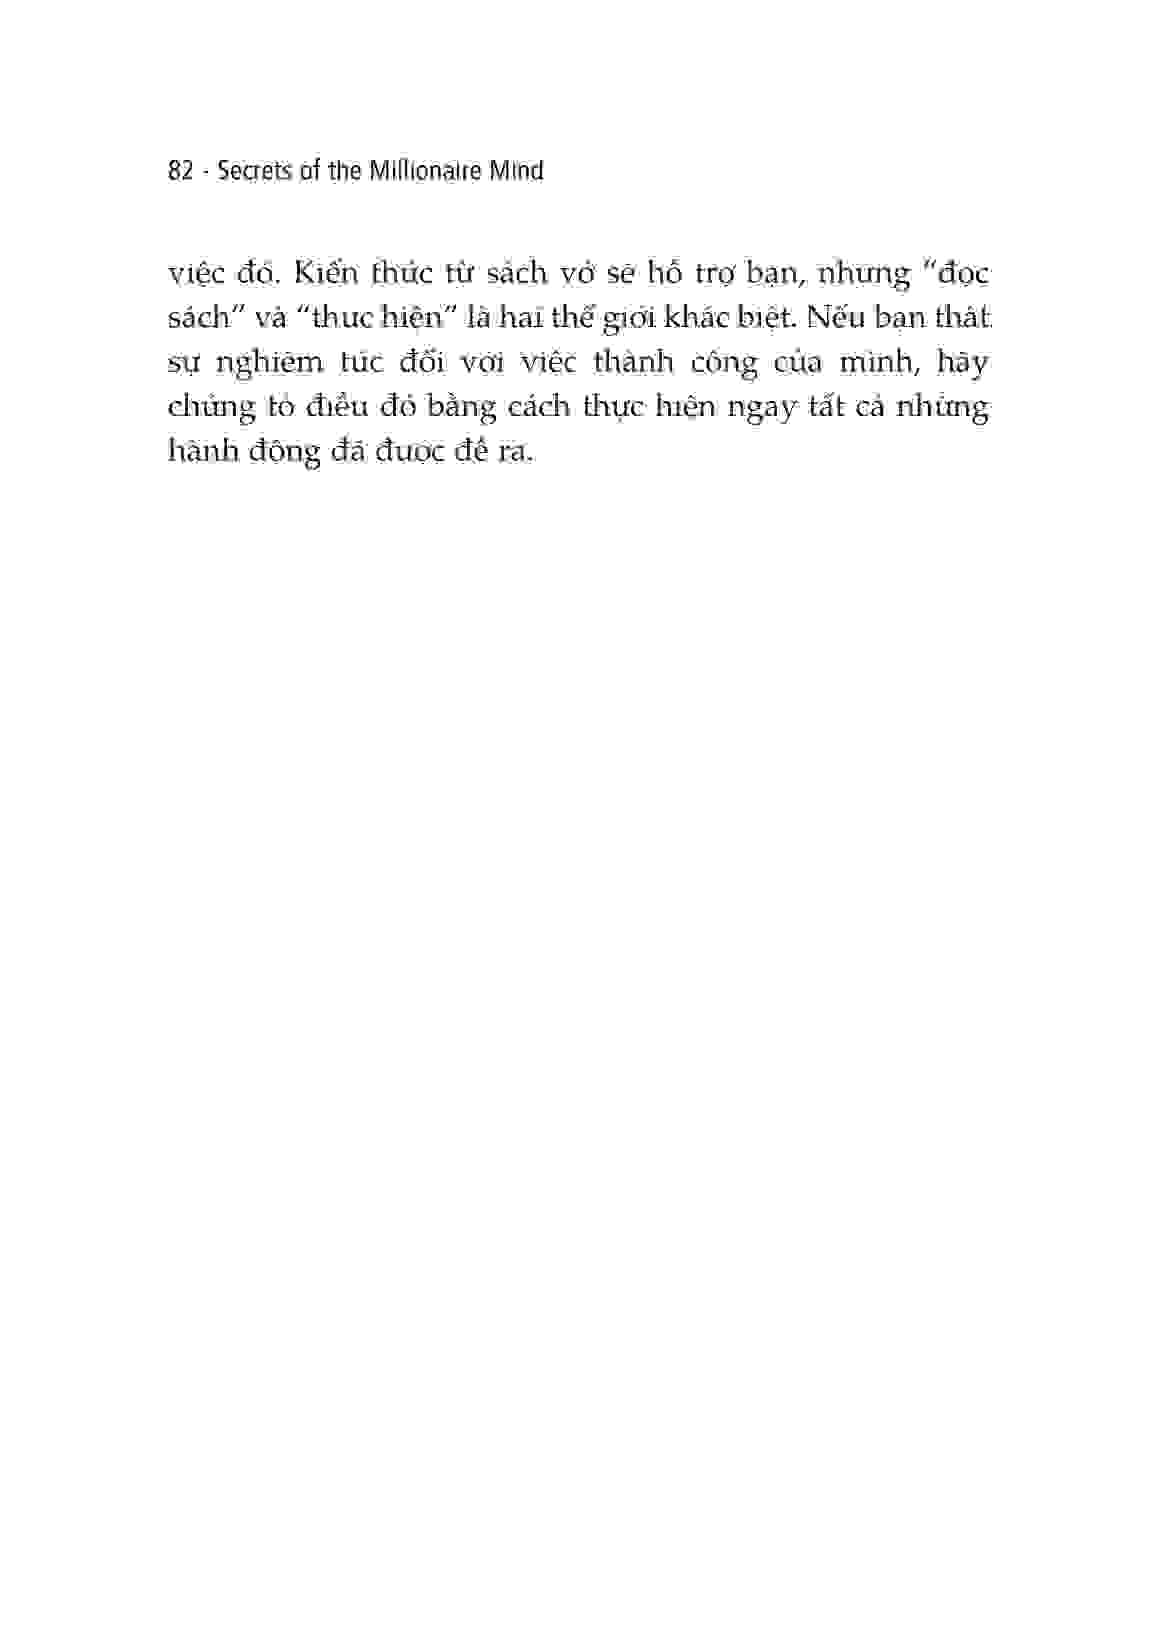 82 - Secrets of the Millionaire Mind
việc đó. Kiến thức từ sách vở sẽ hỗ trợ bạn, nhưng “đọc
sách” và “thực hiện” là hai thế giới khác biệt. Nếu bạn thật
sự nghiêm túc đối với việc thành công của mình, hãy
chứng tỏ điều đó bằng cách thực hiện ngay tất cả những
hành động đã được đề ra.